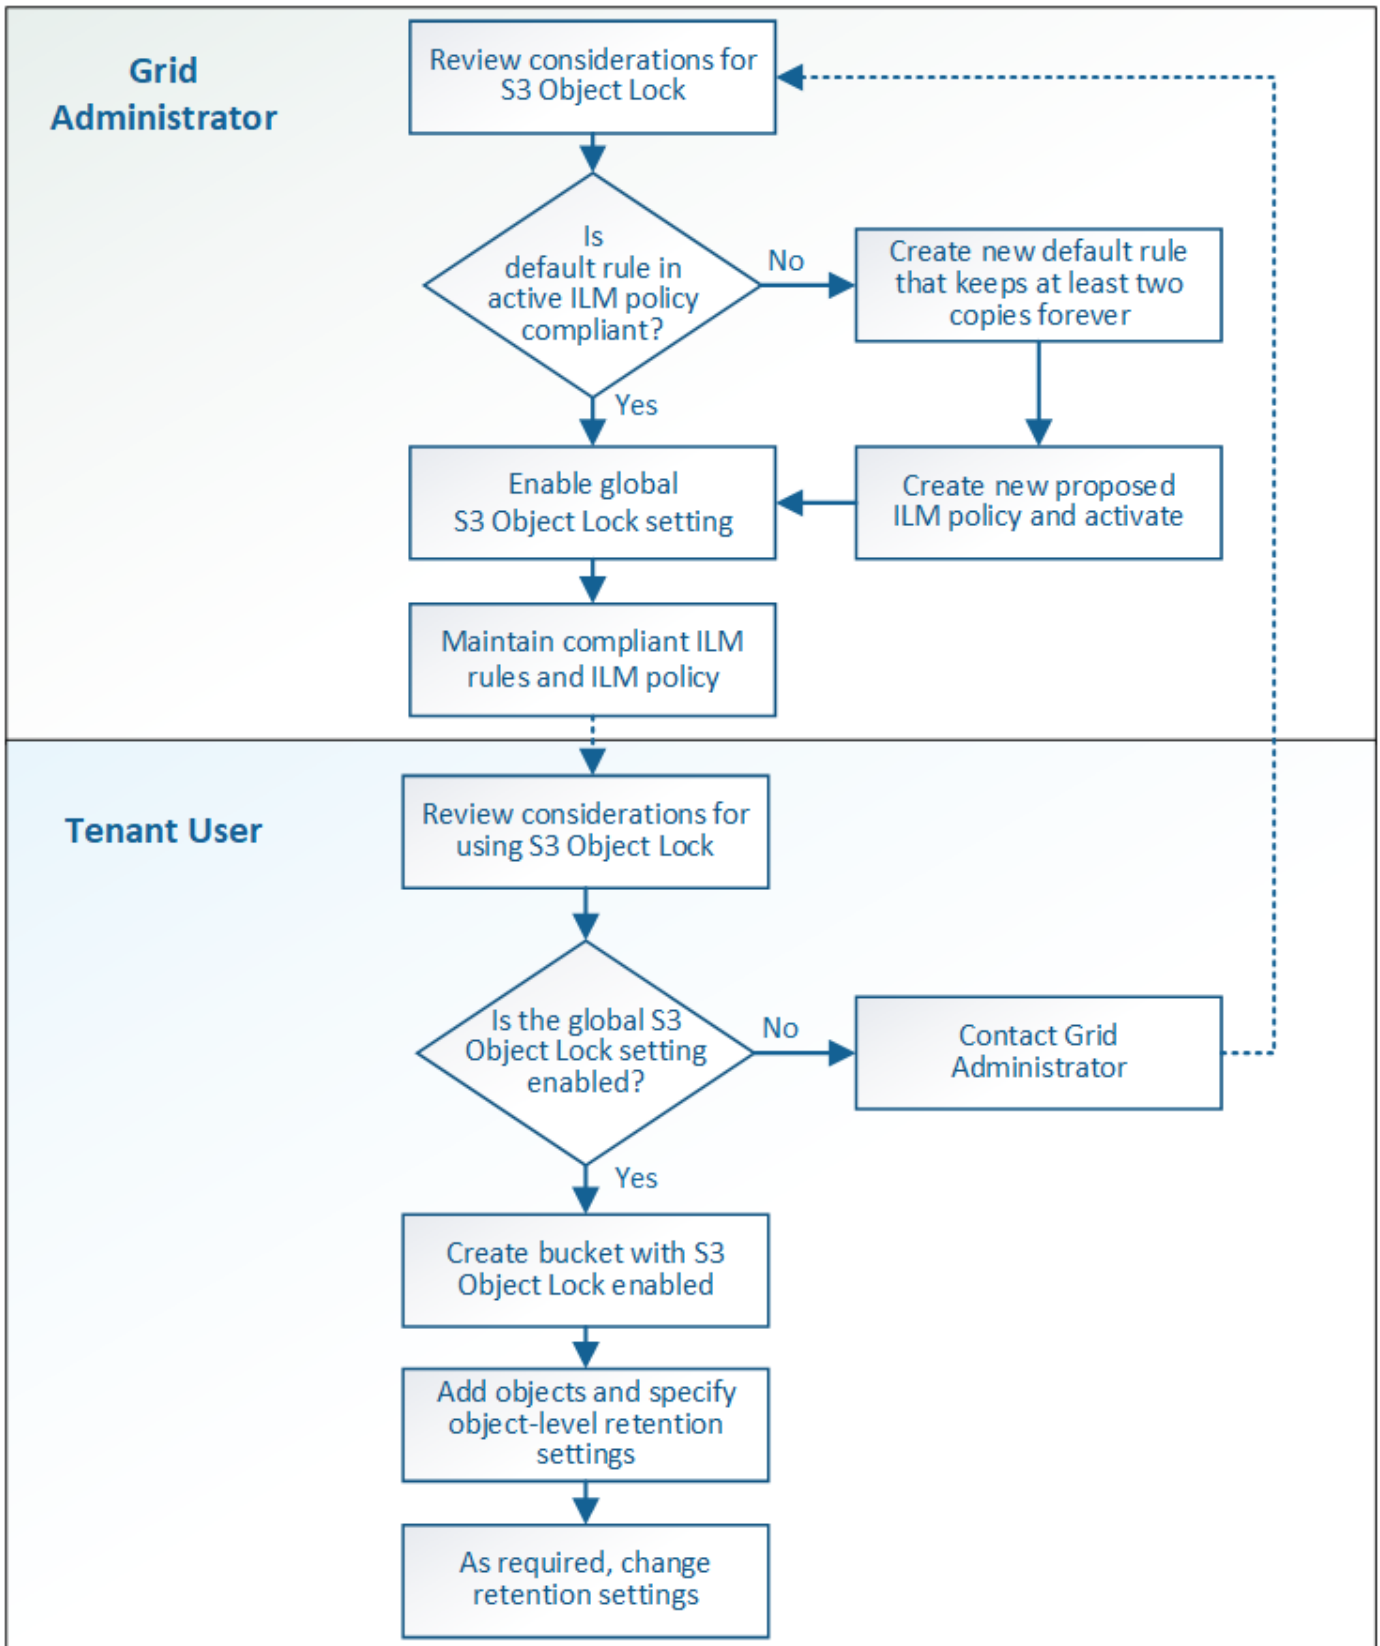 Grid
Administrator
Review considerations for
S3 Object Lock
Is
default rule in
active ILM policy
compliant?
No
Create new default rule
that keeps at least two
copies forever
Yes
Enable global
S3 Object Lock setting
Create new proposed
ILM policy and activate
Maintain compliant ILM
rules and ILM policy
Tenant User
Review considerations for
using S3 Object Lock
Is the global S3
Object Lock setting
enabled?
No
Contact Grid
Administrator
Yes
Create bucket with S3
Object Lock enabled
Add objects and specify
object-level retention
settings
As required, change
retention settings